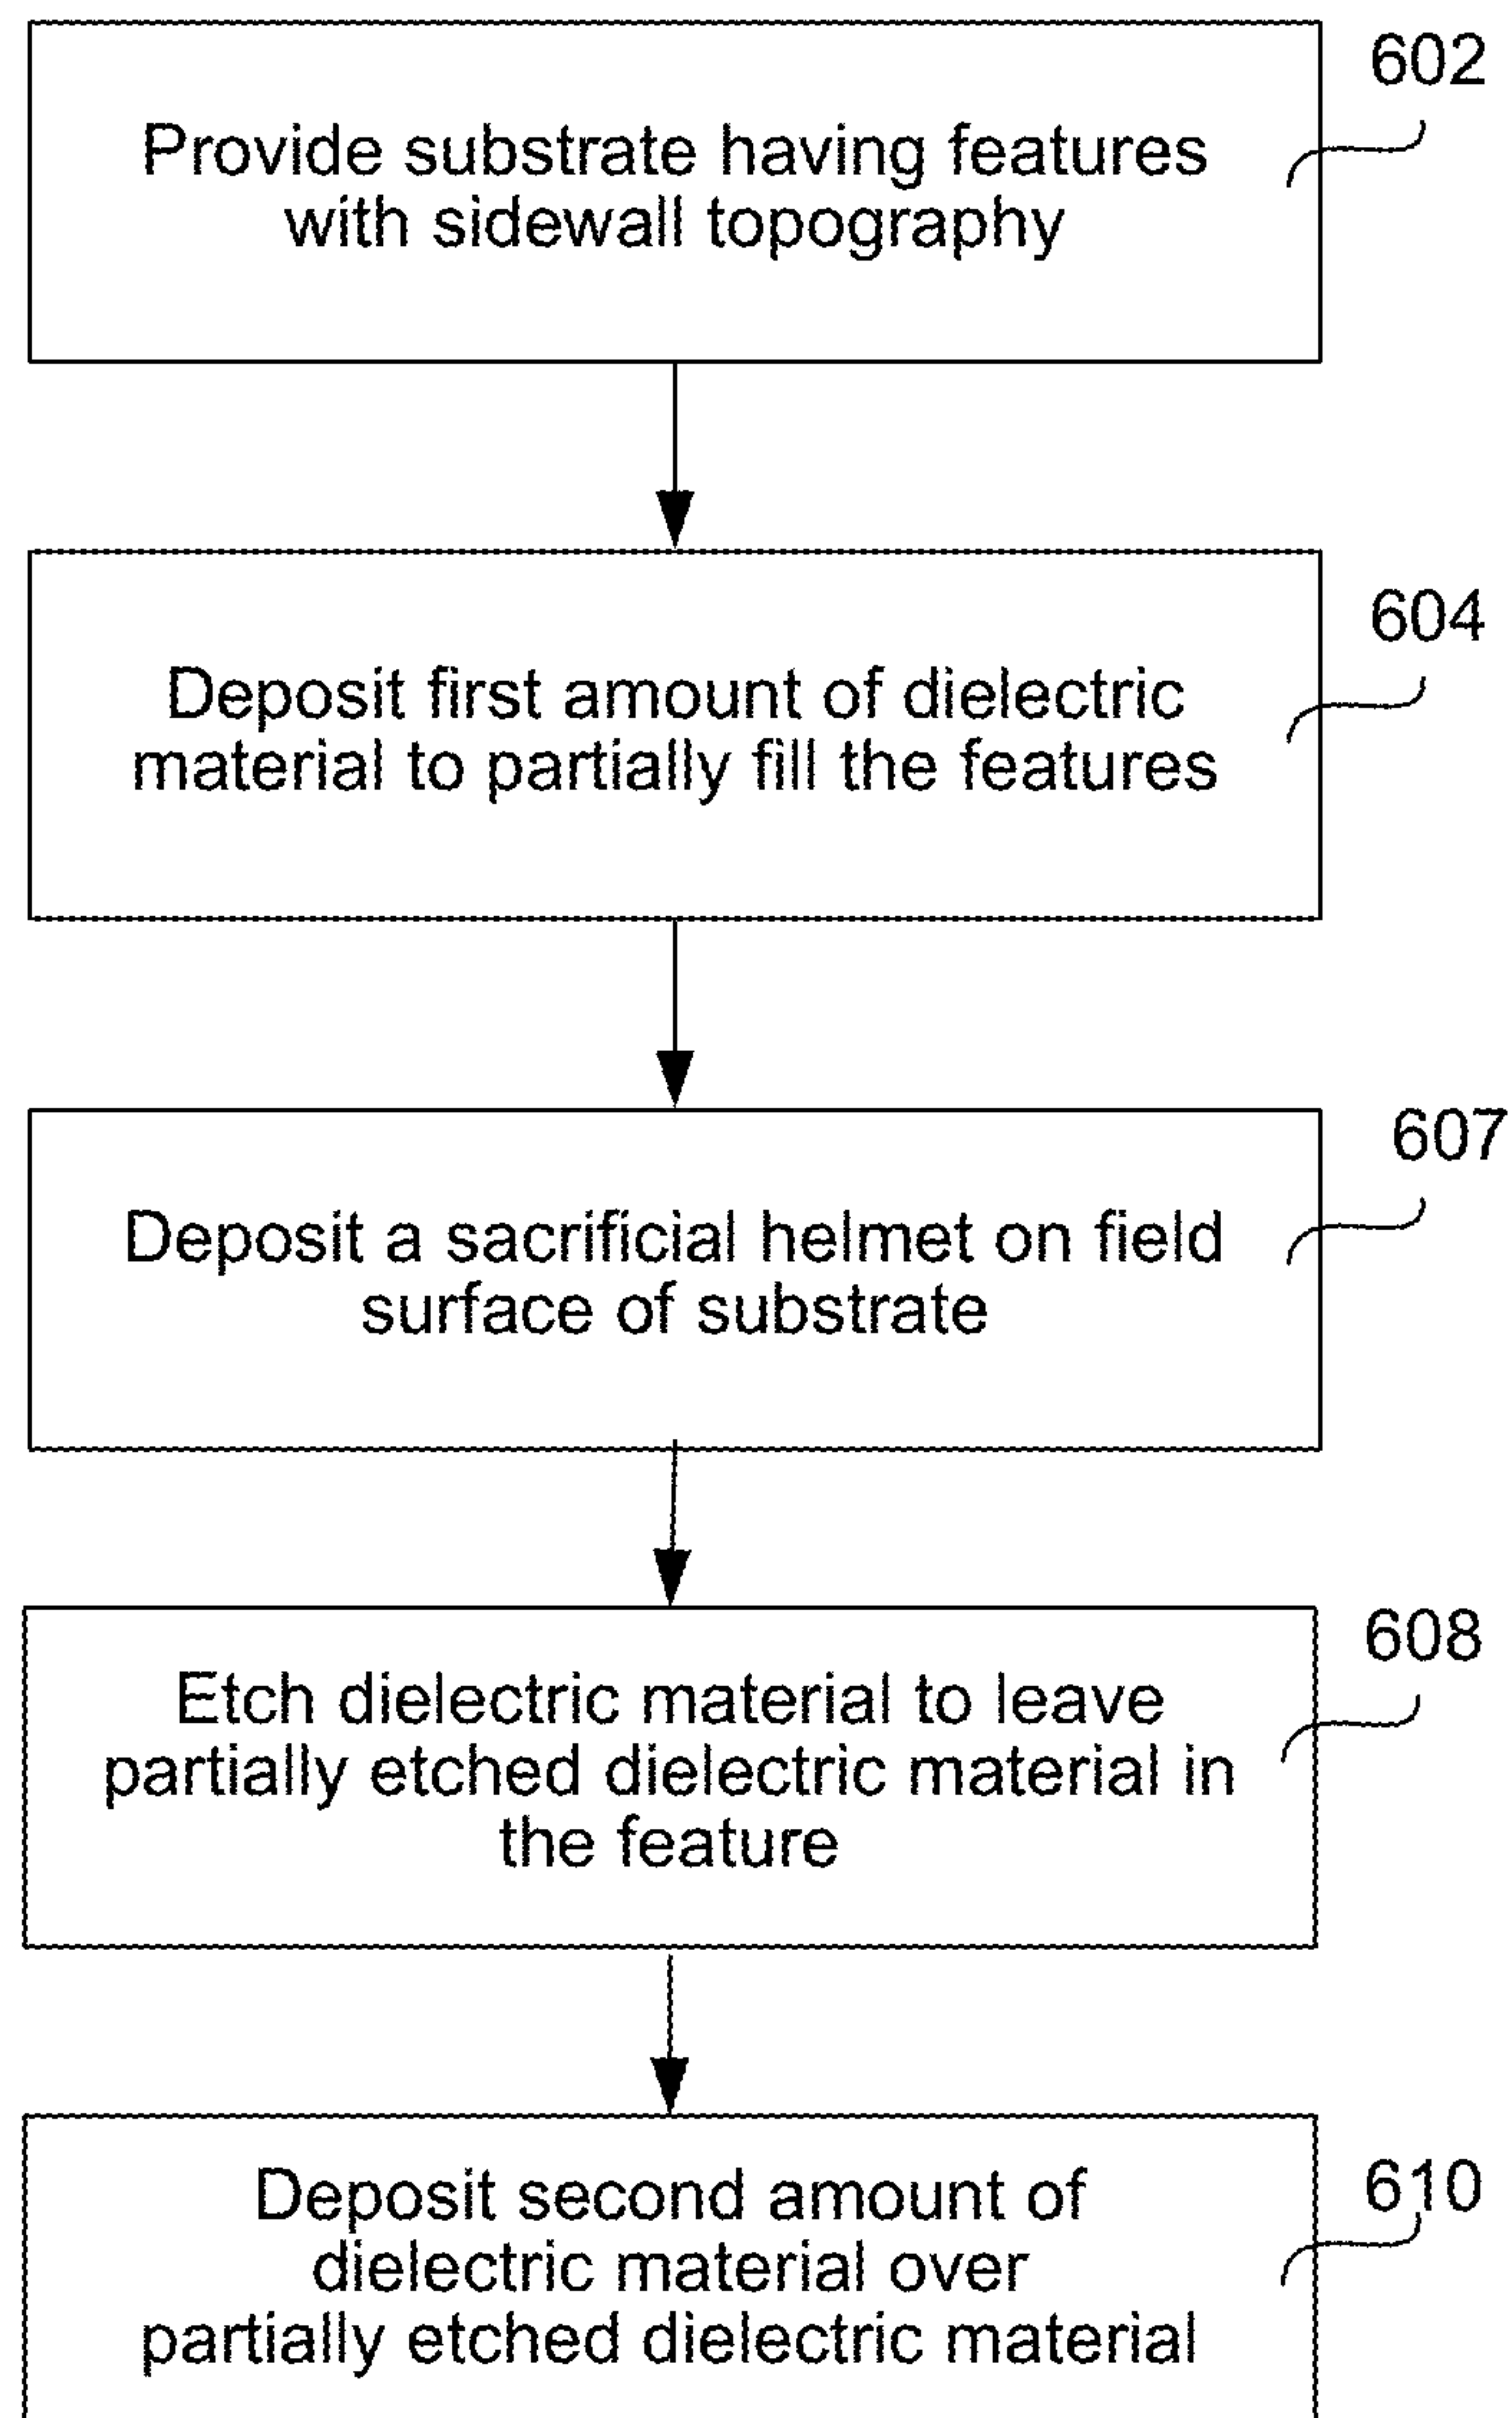 602
Provide substrate having features
with sidewall topography
604
Deposit first amount of dielectric
material to partially fill the features
607
Deposit a sacrificial helmet on field
surface of substrate
608
Etch dielectric material to leave
partially etched dielectric material in
the feature
610
Deposit second amount of
dielectric material over
partially etched dielectric material